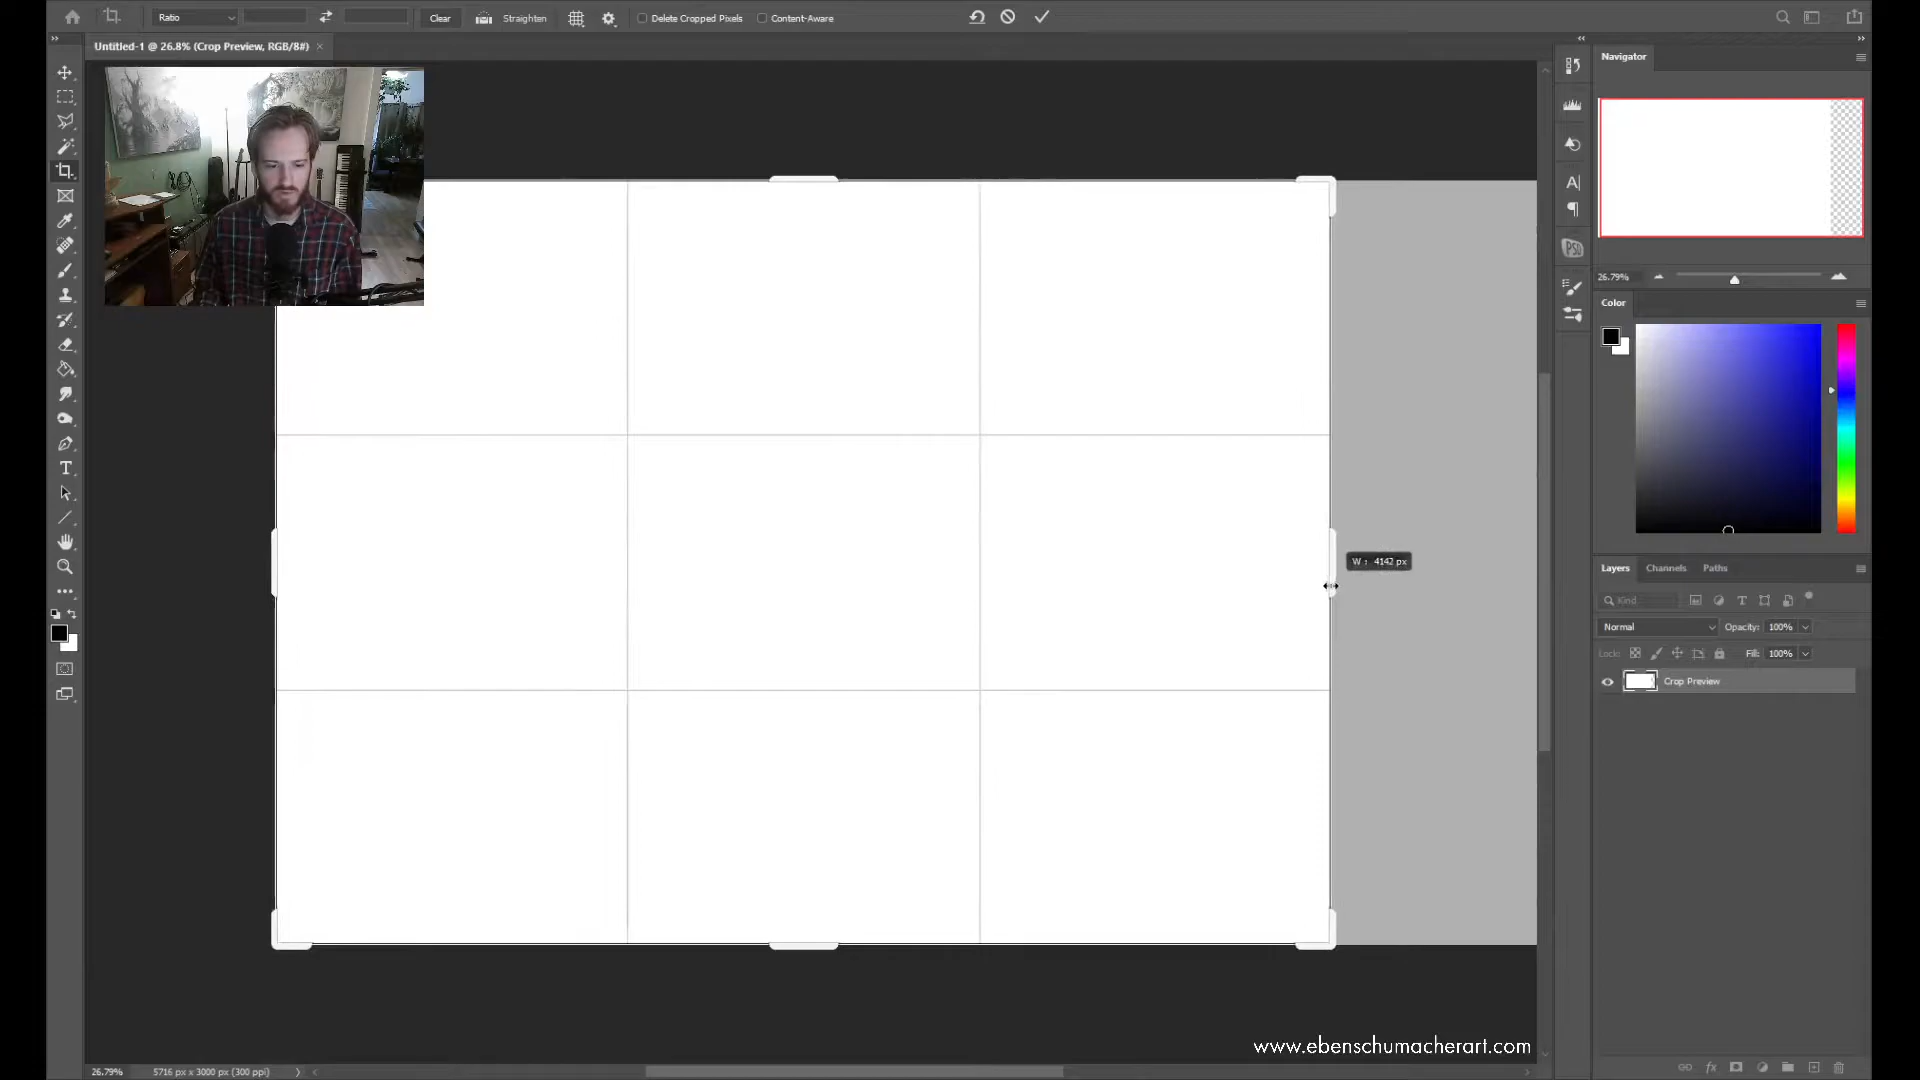 Ratio
Clear
Straighten
Delete Cropped Pixels
Content-Aware
Untitled-1 @ 26.8% (Crop Preview, RGB/8#) ×
Navigator
26.79%
Color
W : 4142 px
Layers Channels Paths
Kind
Normal Opacity: 100%
Lock: Fill: 100%
Crop Preview
www.ebenschumacherart.com
26.79% 5716 px x 3000 px (300 ppi)